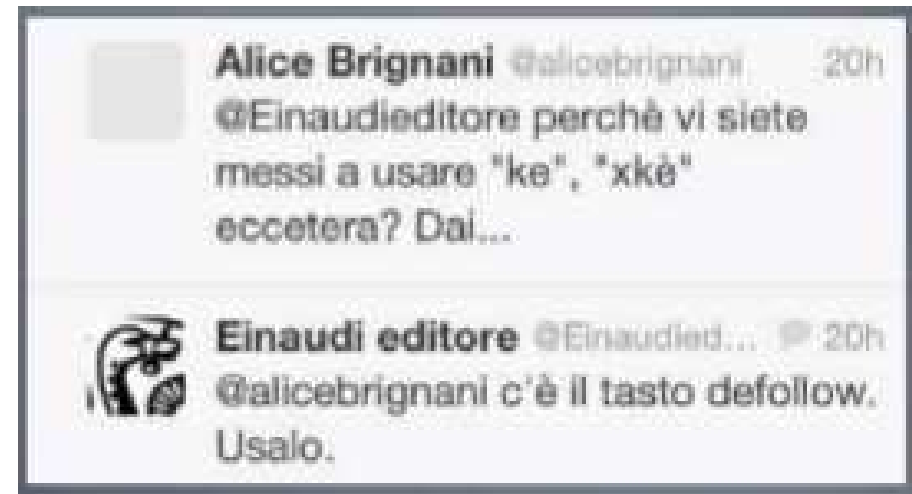 Alice Brignani @alicebrignani 20h
@Einaudieditore perchè vi siete
messi a usare "ke", "xkè"
eccetera? Dai...
Einaudi editore @Einaudied... 20h
@alicebrignani c'è il tasto defollow.
Usalo.